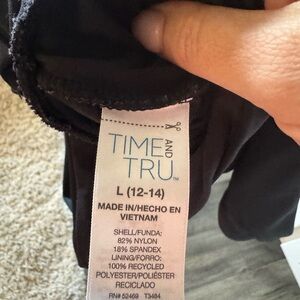 TIME AND
TRU™
L (12-14)
MADE IN/HECHO EN
VIETNAM
SHELL/FUNDA:
82% NYLON
18% SPANDEX
LINING/FORRO:
100% RECYCLED
POLYESTER/POLIÉSTER
RECICLADO
RN# 52469 T3484